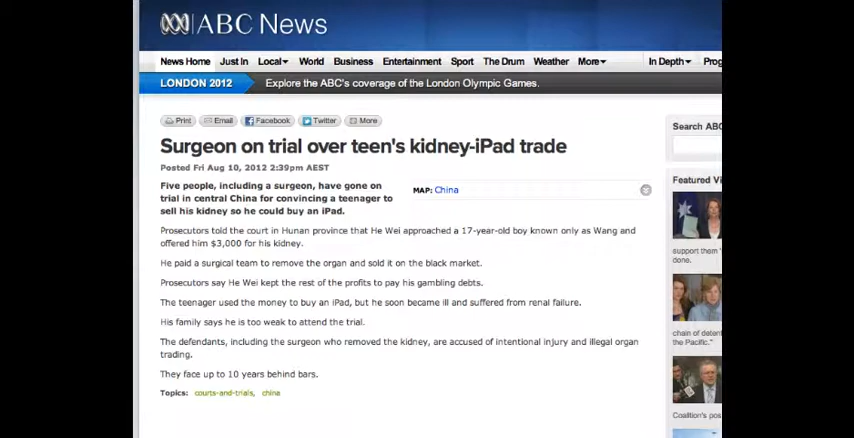 ABC News
News Home Just In Local World Business Entertainment Sport The Drum Weather More In Depth
LONDON 2012 Explore the ABC's coverage of the London Olympic Games.
Print Email Facebook Twitter More
Surgeon on trial over teen's kidney-iPad trade
Search ABC
Posted Fri Aug 10, 2012 2:39pm AEST
Five people, including a surgeon, have gone on
trial in central China for convincing a teenager to
sell his kidney so he could buy an iPad.
MAP: China
Prosecutors told the court in Hunan province that He Wei approached a 17-year-old boy known only as Wang and
offered him $3,000 for his kidney.
He paid a surgical team to remove the organ and sold it on the black market.
Prosecutors say He Wei kept the rest of the profits to pay his gambling debts.
The teenager used the money to buy an iPad, but he soon became ill and suffered from renal failure.
His family says he is too weak to attend the trial.
The defendants, including the surgeon who removed the kidney, are accused of intentional injury and illegal organ
trading.
They face up to 10 years behind bars.
Topics: courts-and-trials, china
Featured
support them
done.
chain of
the Pacific."
Coalition's